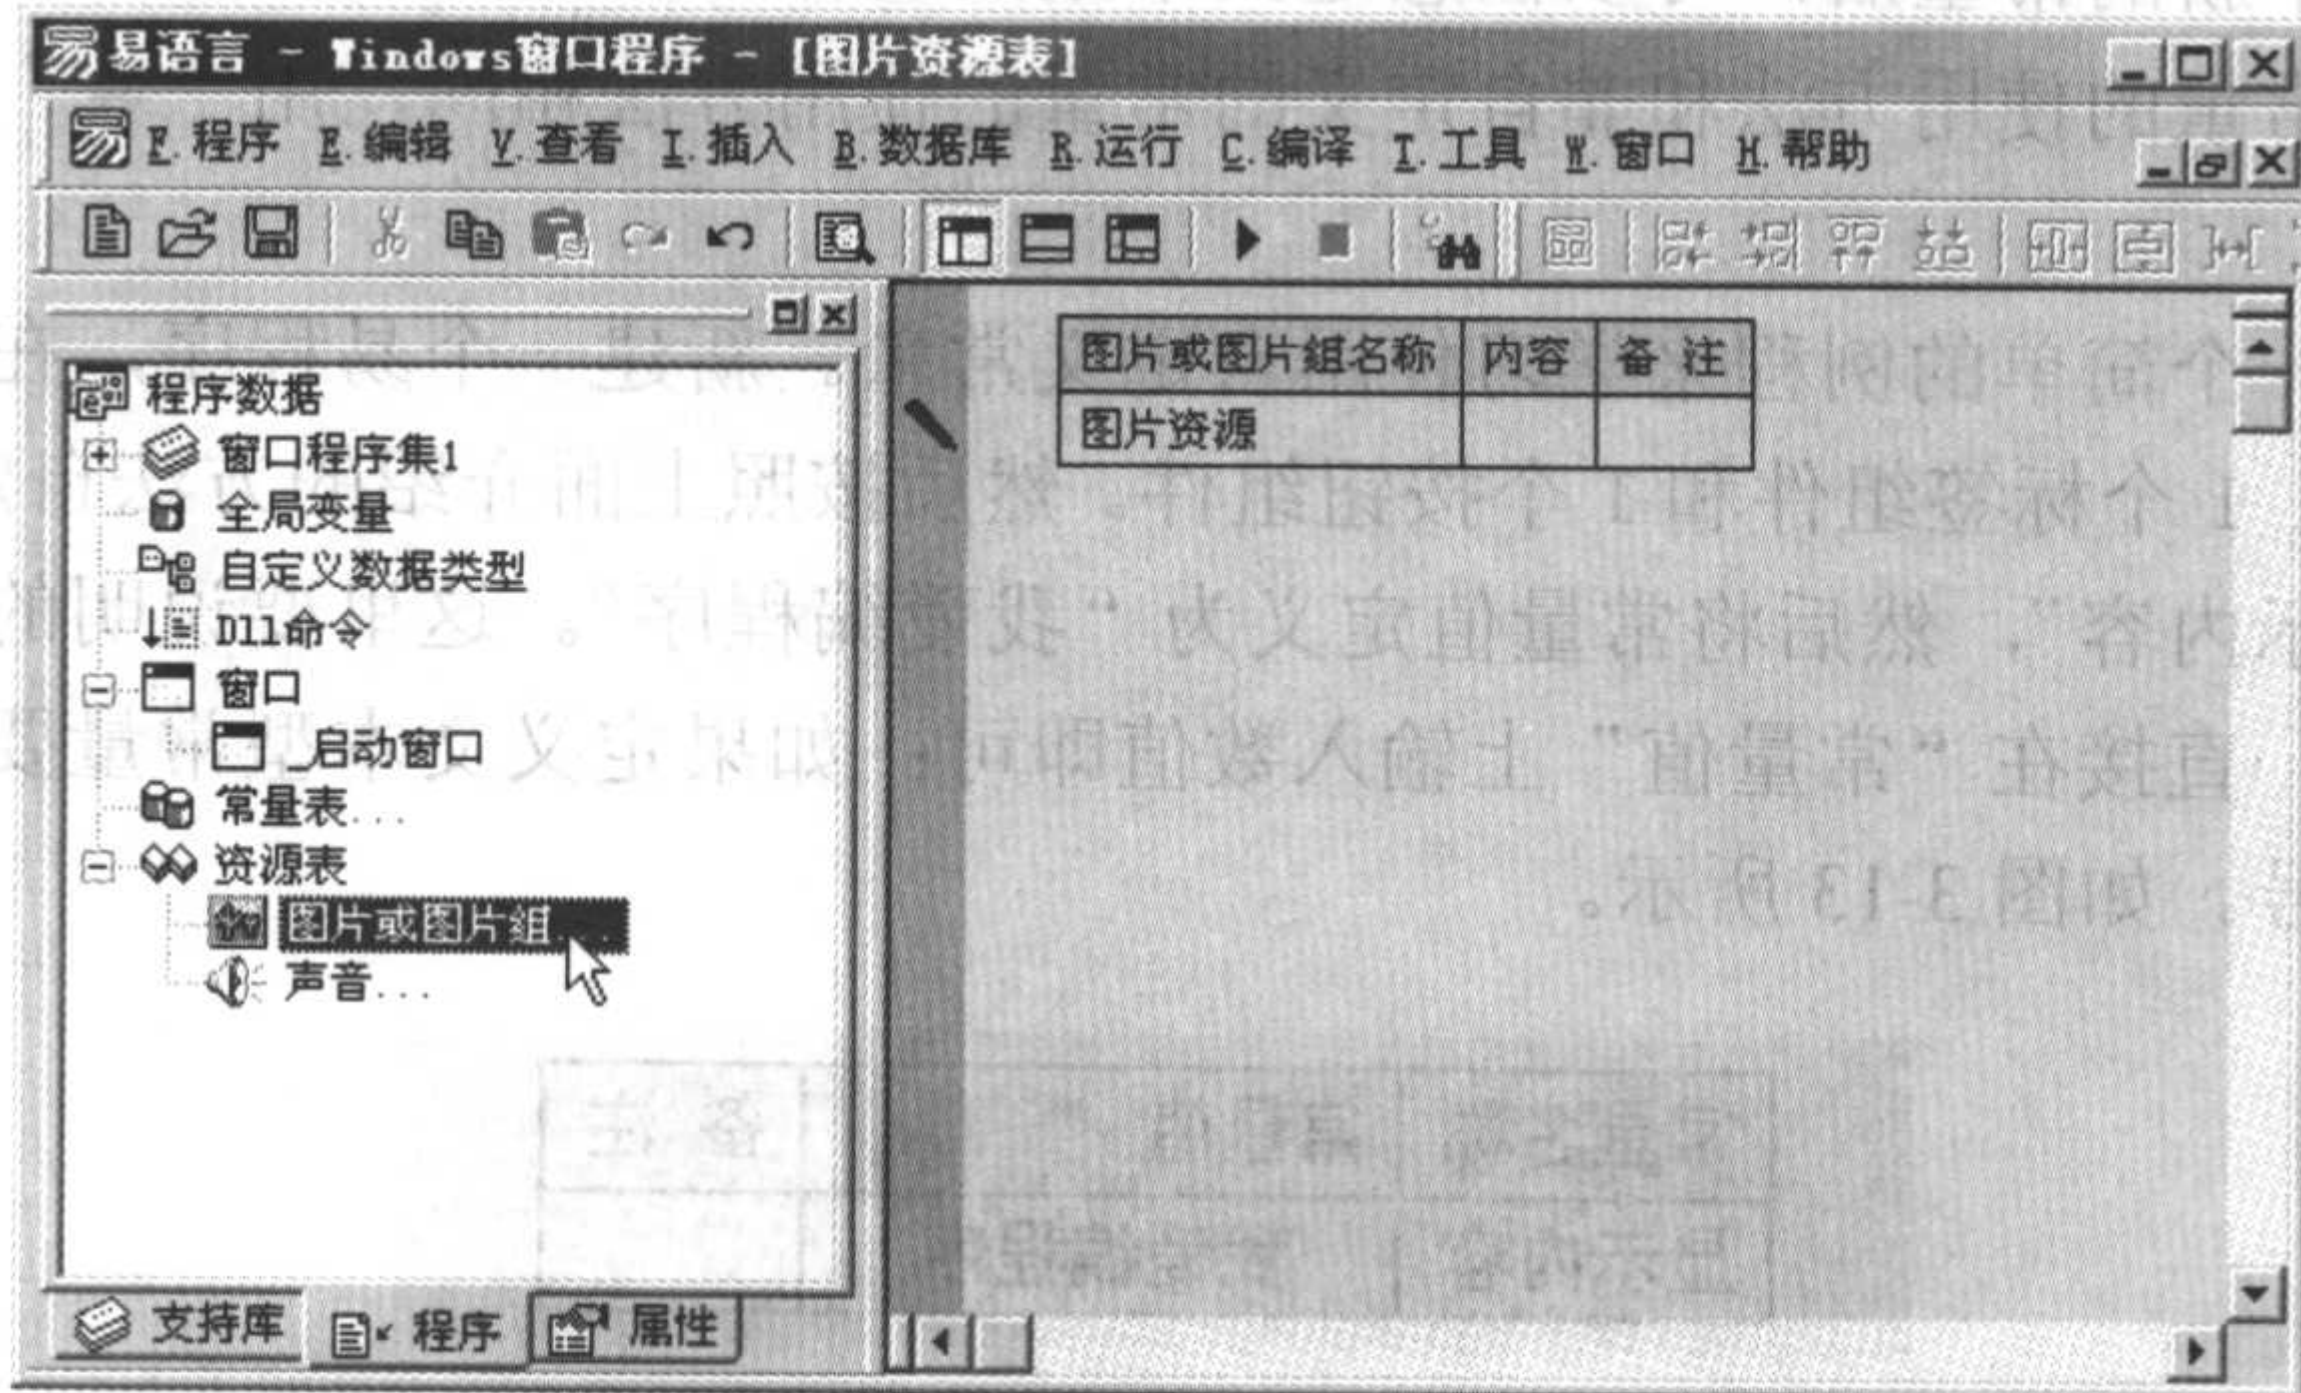 易语言 - Windows窗口程序 - [图片资源表]
F.程序 E.编辑 V.查看 I.插入 B.数据库 R.运行 C.编译 T.工具 W.窗口 H.帮助
图片或图片组名称 内容 备 注
图片资源
程序数据
窗口程序集1
全局变量
自定义数据类型
Dll命令
窗口
_启动窗口
常量表...
资源表
图片或图片组...
声音...
支持库 程序 属性